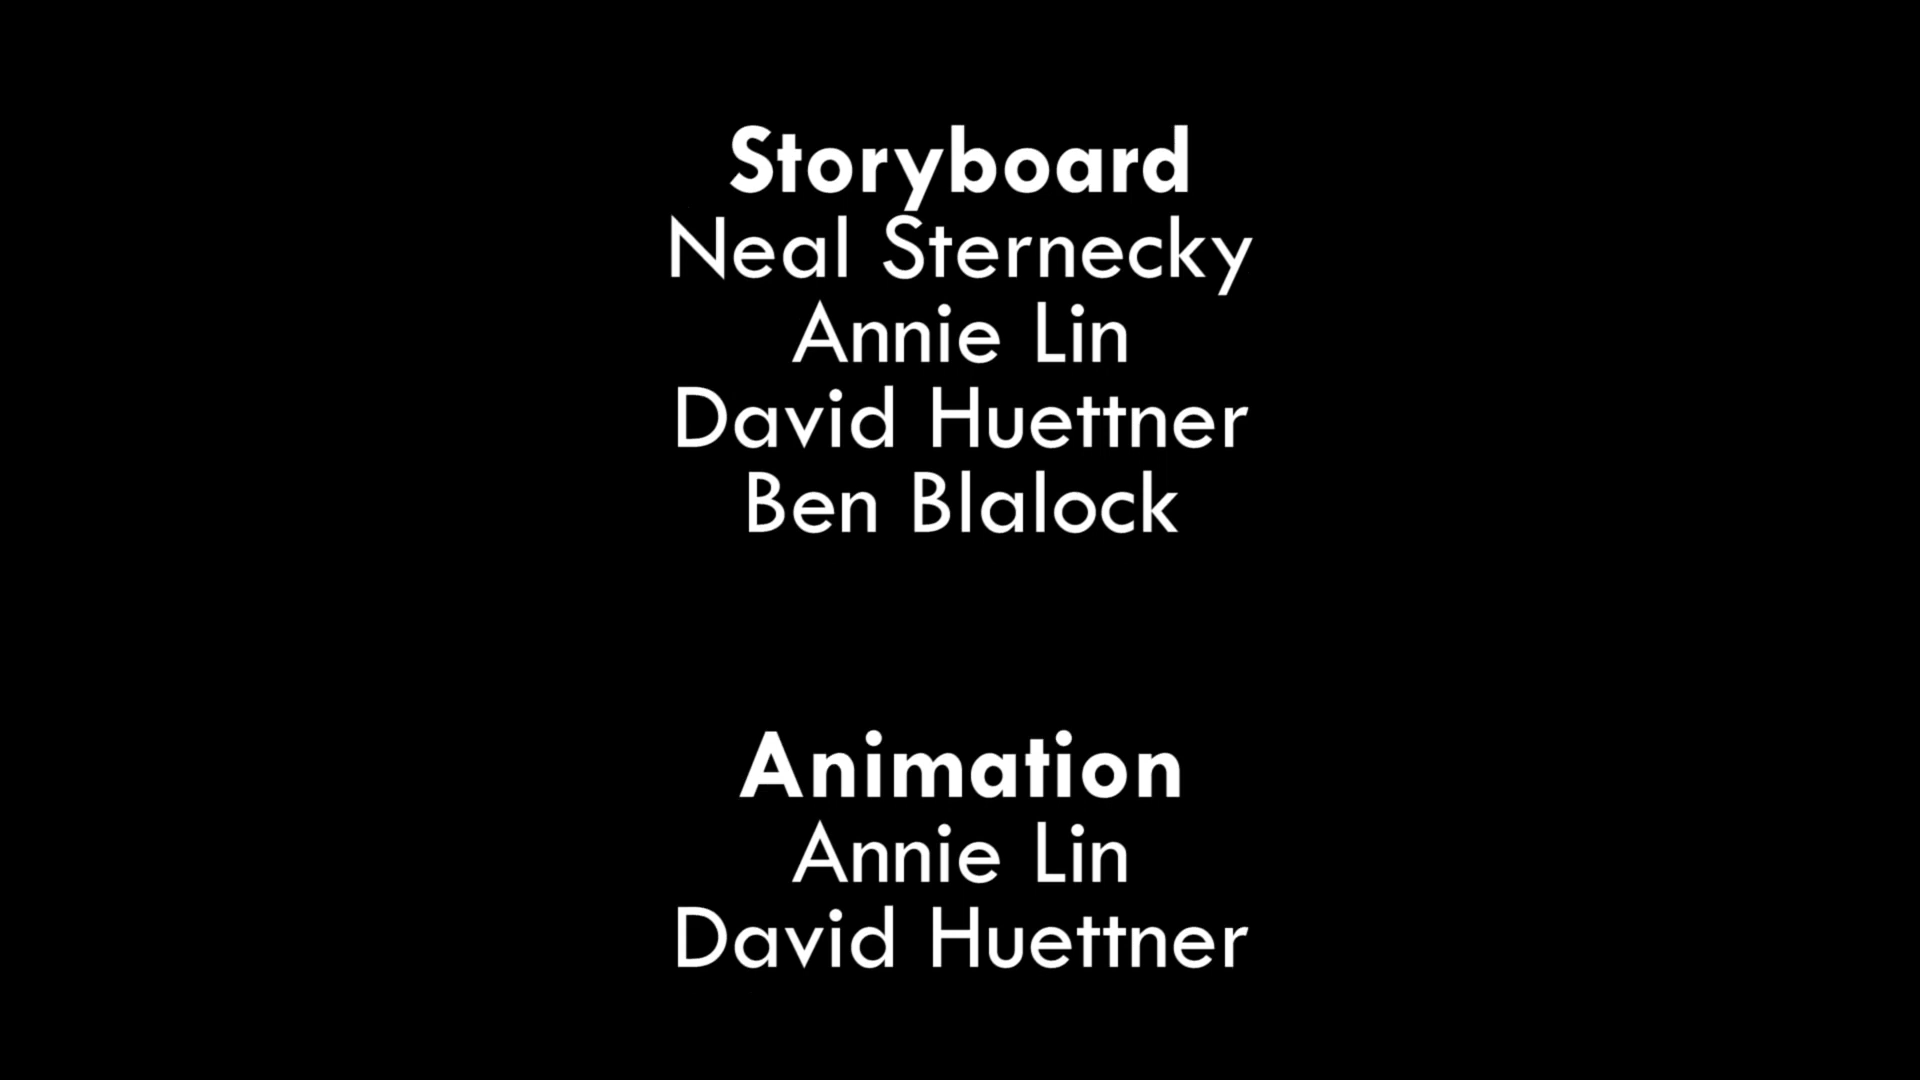 Storyboard
Neal Sternecky
Annie Lin
David Huettner
Ben Blalock
Animation
Annie Lin
David Huettner